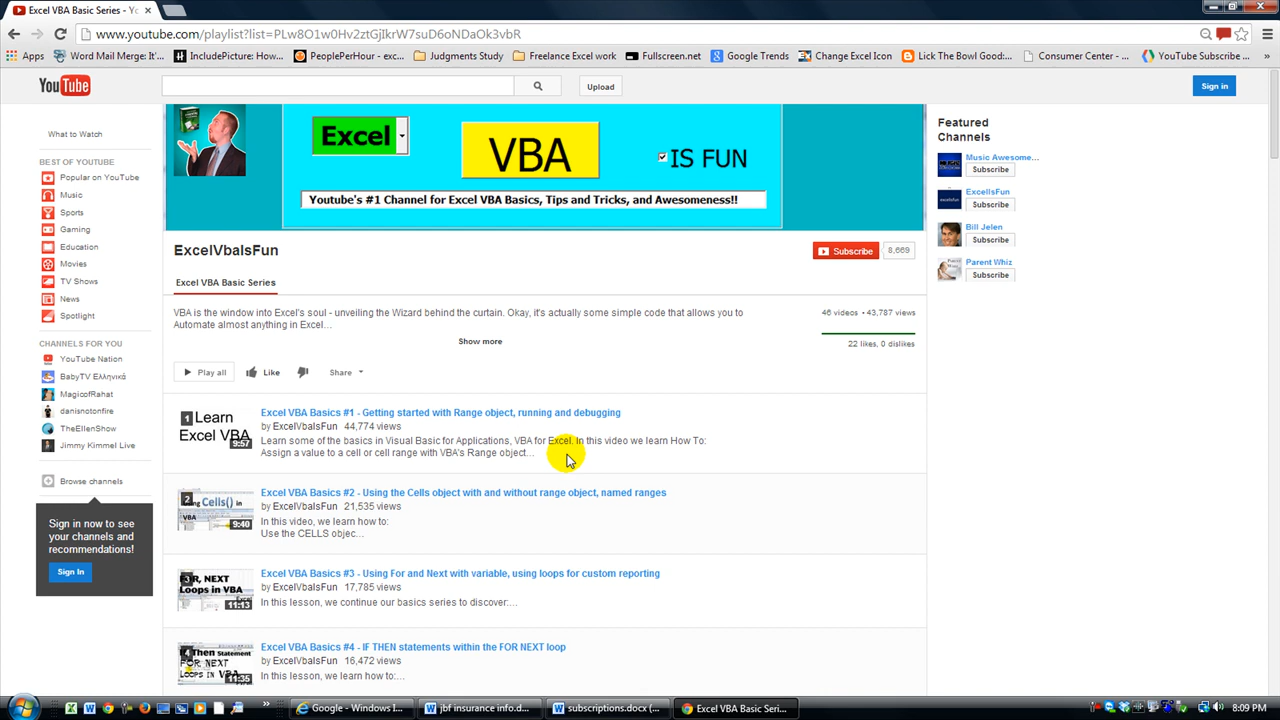 Excel VBA Basic Series - Yo
www.youtube.com/playlist?list=PLw8O1w0Hv2ztGjIkrW7suD6oNDaOk3vbR
Apps Word Mail Merge: It'... IncludePicture: How... PeoplePerHour - exc... Judgments Study Freelance Excel work Fullscreen.net Google Trends Change Excel Icon Lick The Bowl Good:... Consumer Center - ... YouTube Subscribe ...
YouTube Upload Sign in
What to Watch
BEST OF YOUTUBE
Popular on YouTube
Music
Sports
Gaming
Education
Movies
TV Shows
News
Spotlight
CHANNELS FOR YOU
YouTube Nation
BabyTV Ελληνικά
MagicofRahat
danisnotonfire
TheEllenShow
Jimmy Kimmel Live
Browse channels
Sign in now to see
your channels and
recommendations!
Sign In
Excel VBA IS FUN
Youtube's #1 Channel for Excel VBA Basics, Tips and Tricks, and Awesomeness!!
ExcelVbaIsFun
Subscribe 8,669
Excel VBA Basic Series
VBA is the window into Excel's soul - unveiling the Wizard behind the curtain. Okay, it's actually some simple code that allows you to
Automate almost anything in Excel...
46 videos • 43,787 views
22 likes, 0 dislikes
Show more
Play all Like Share
1 Learn
Excel VBA
9:57
Excel VBA Basics #1 - Getting started with Range object, running and debugging
by ExcelVbaIsFun 44,774 views
Learn some of the basics in Visual Basic for Applications, VBA for Excel. In this video we learn How To:
Assign a value to a cell or cell range with VBA's Range object...
2
Cells() in
VBA
9:40
Excel VBA Basics #2 - Using the Cells object with and without range object, named ranges
by ExcelVbaIsFun 21,535 views
In this video, we learn how to:
Use the CELLS objec...
FOR, NEXT
Loops in VBA
11:13
Excel VBA Basics #3 - Using For and Next with variable, using loops for custom reporting
by ExcelVbaIsFun 17,785 views
In this lesson, we continue our basics series to discover:...
4 Then Statement
FOR NEXT
LOOPS in VBA
11:35
Excel VBA Basics #4 - IF THEN statements within the FOR NEXT loop
by ExcelVbaIsFun 16,472 views
In this lesson, we learn how to:...
Featured
Channels
Music Awesome...
Subscribe
ExcelIsFun
Subscribe
Bill Jelen
Subscribe
Parent Whiz
Subscribe
Google - Windows I... jbf insurance info.d... subscriptions.docx (... Excel VBA Basic Seri... 8:09 PM